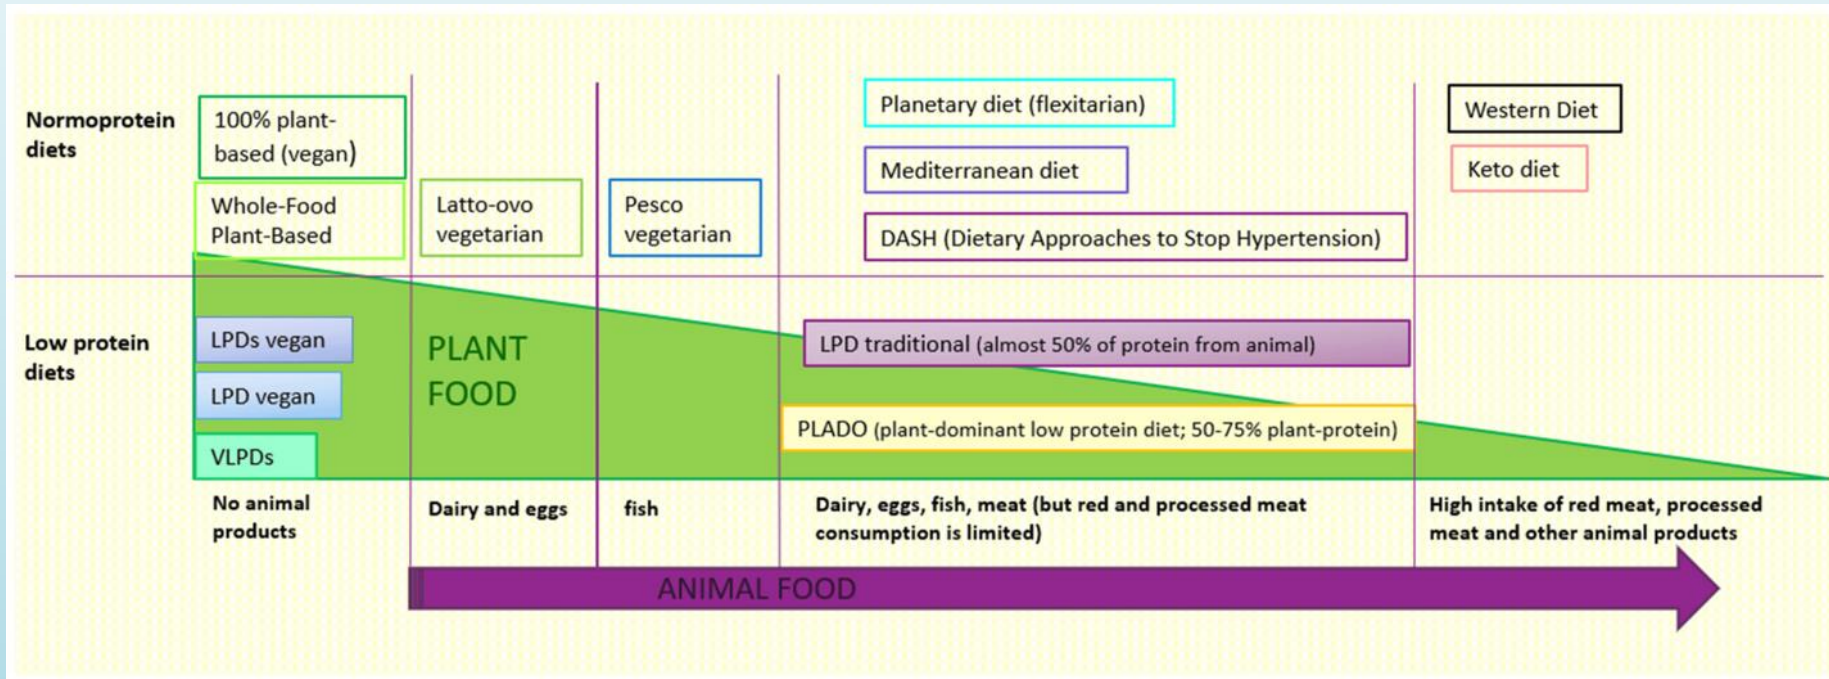 Normoprotein
diets
100% plant-
based (vegan)
Whole-Food
Plant-Based
Latto-ovo
vegetarian
Pesco
vegetarian
Planetary diet (flexitarian)
Mediterranean diet
DASH (Dietary Approaches to Stop Hypertension)
Western Diet
Keto diet
Low protein
diets
LPDs vegan
LPD vegan
VLPDs
PLANT
FOOD
LPD traditional (almost 50% of protein from animal)
PLADO (plant-dominant low protein diet; 50-75% plant-protein)
No animal
products
Dairy and eggs
fish
Dairy, eggs, fish, meat (but red and processed meat
consumption is limited)
High intake of red meat, processed
meat and other animal products
ANIMAL FOOD